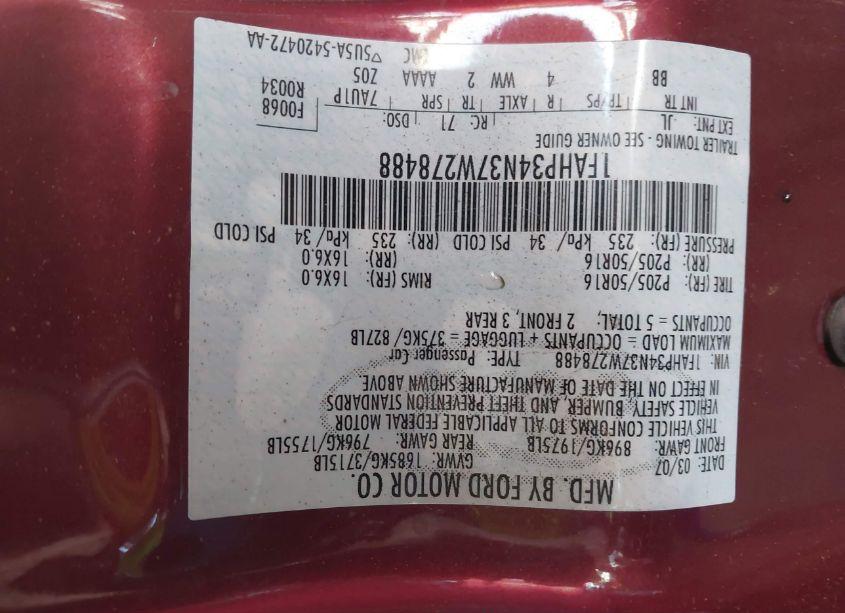 MFD. BY FORD MOTOR CO.
DATE: 03/07 GVWR: 1685KG/3715LB
FRONT GAWR: 896KG/1975LB REAR GAWR: 796KG/1755LB
THIS VEHICLE CONFORMS TO ALL APPLICABLE FEDERAL MOTOR
VEHICLE SAFETY, BUMPER, AND THEFT PREVENTION STANDARDS
IN EFFECT ON THE DATE OF MANUFACTURE SHOWN ABOVE.
VIN: 1FAHP34N37W278488 TYPE: Passenger Car
MAXIMUM LOAD = OCCUPANTS + LUGGAGE = 375KG/ 827LB
OCCUPANTS = 5 TOTAL; 2 FRONT, 3 REAR
TIRE (FR): P205/50R16 RIMS (FR): 16X6.0
(RR): P205/50R16 (RR): 16X6.0
PRESSURE (FR): 235 kPa/ 34 PSI COLD (RR): 235 kPa/ 34 PSI COLD
1FAHP34N37W278488
TRAILER TOWING - SEE OWNER GUIDE
EXT PNT: JL RC: 71 DSO: F0068
INT TR TP/PS R AXLE TR SPR 7AU1P R0034
BB 4 WW 2 AAAA Z05
▽5U5A-5420472-AA